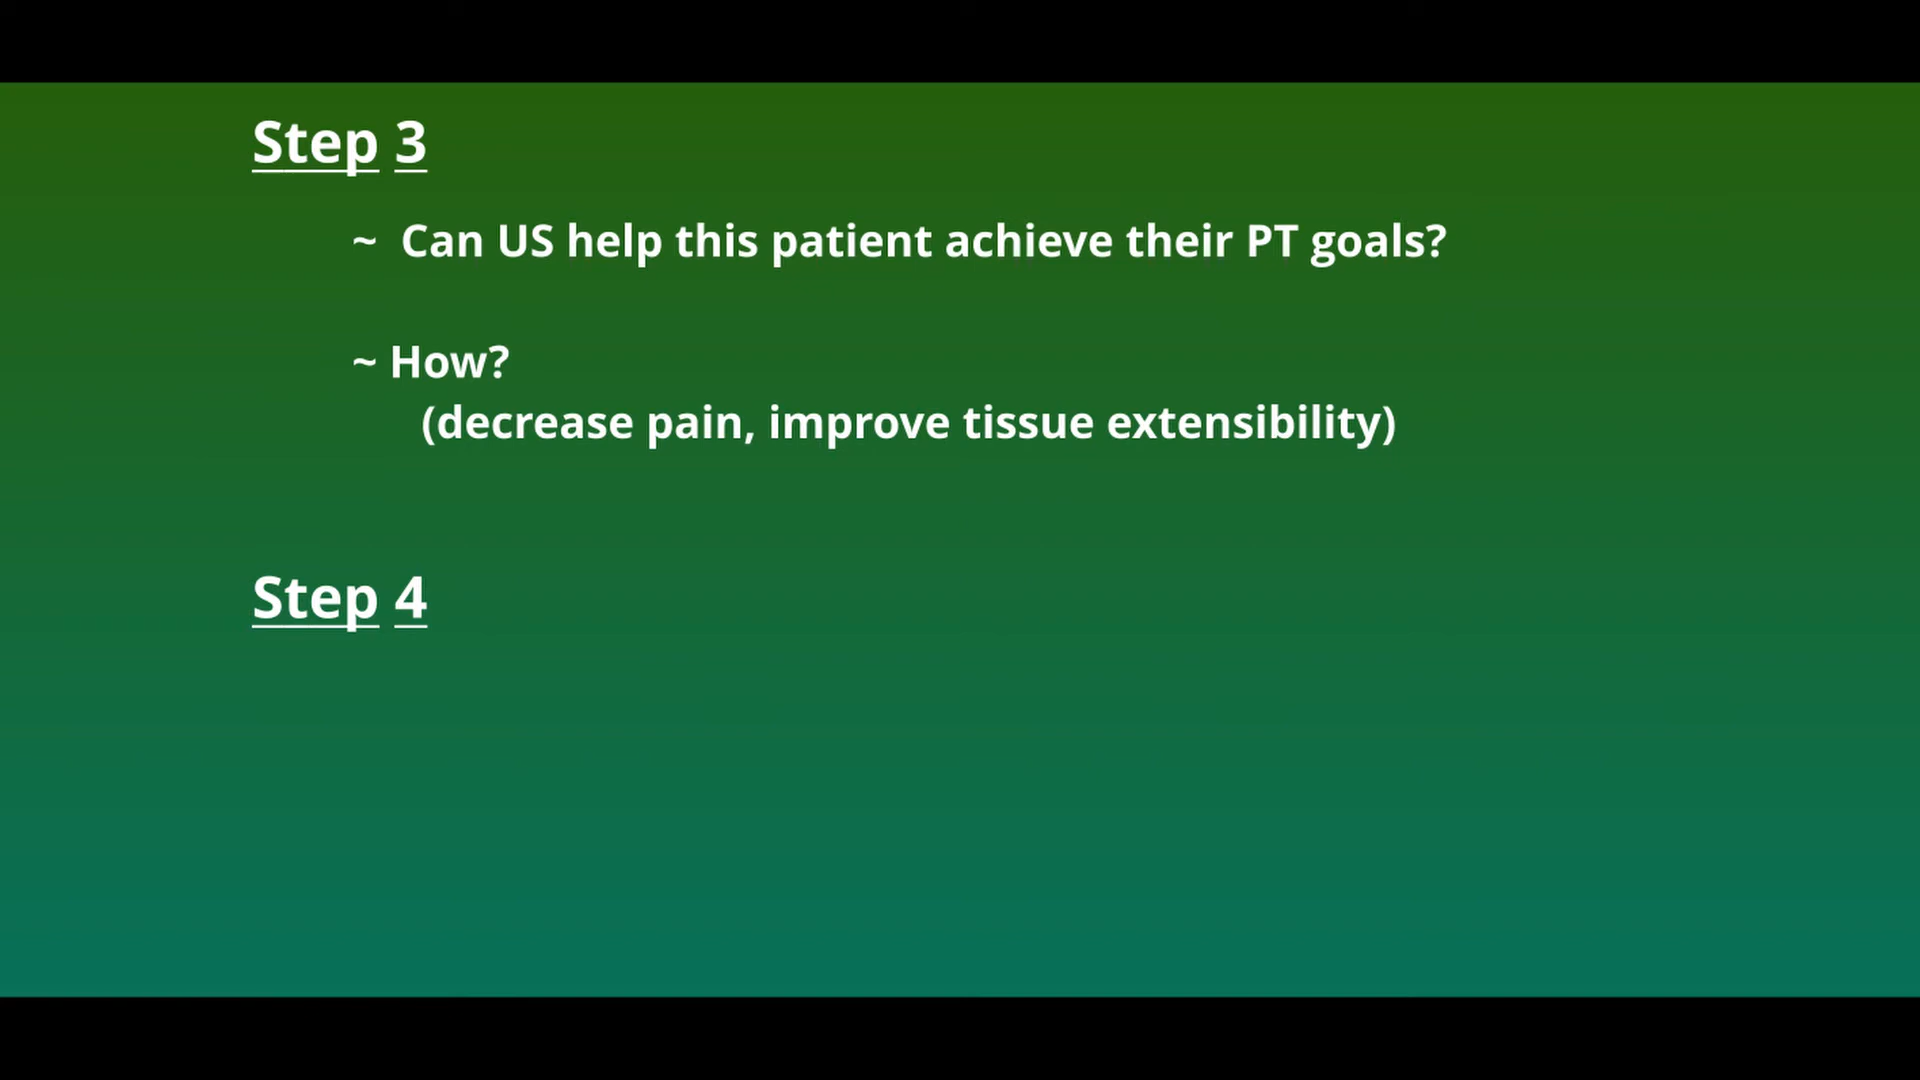 Step 3
~ Can US help this patient achieve their PT goals?
~ How?
(decrease pain, improve tissue extensibility)
Step 4